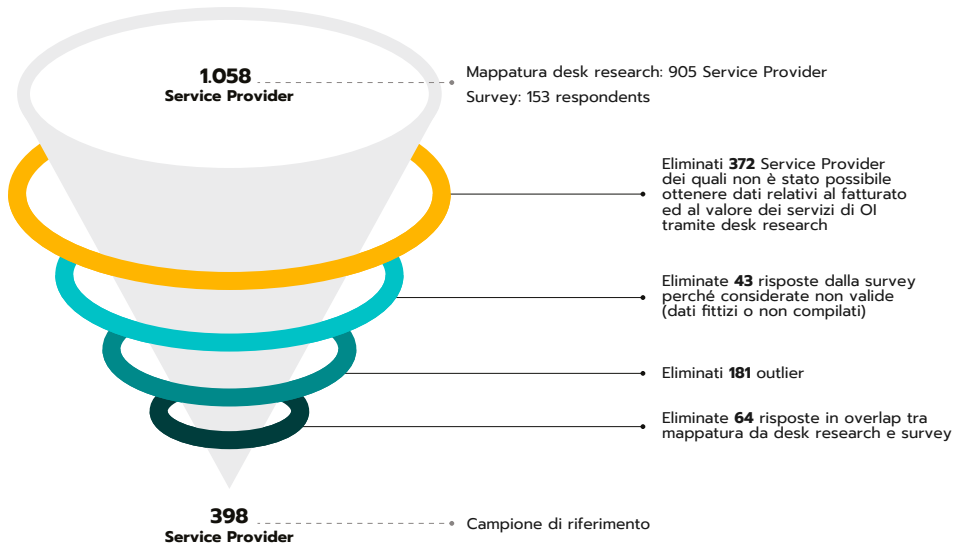 1.058
Service Provider
Mappatura desk research: 905 Service Provider
Survey: 153 respondents
Eliminati 372 Service Provider
dei quali non è stato possibile
ottenere dati relativi al fatturato
ed al valore dei servizi di OI
tramite desk research
Eliminate 43 risposte dalla survey
perché considerate non valide
(dati fittizi o non compilati)
Eliminati 181 outlier
Eliminate 64 risposte in overlap tra
mappatura da desk research e survey
398
Service Provider
Campione di riferimento